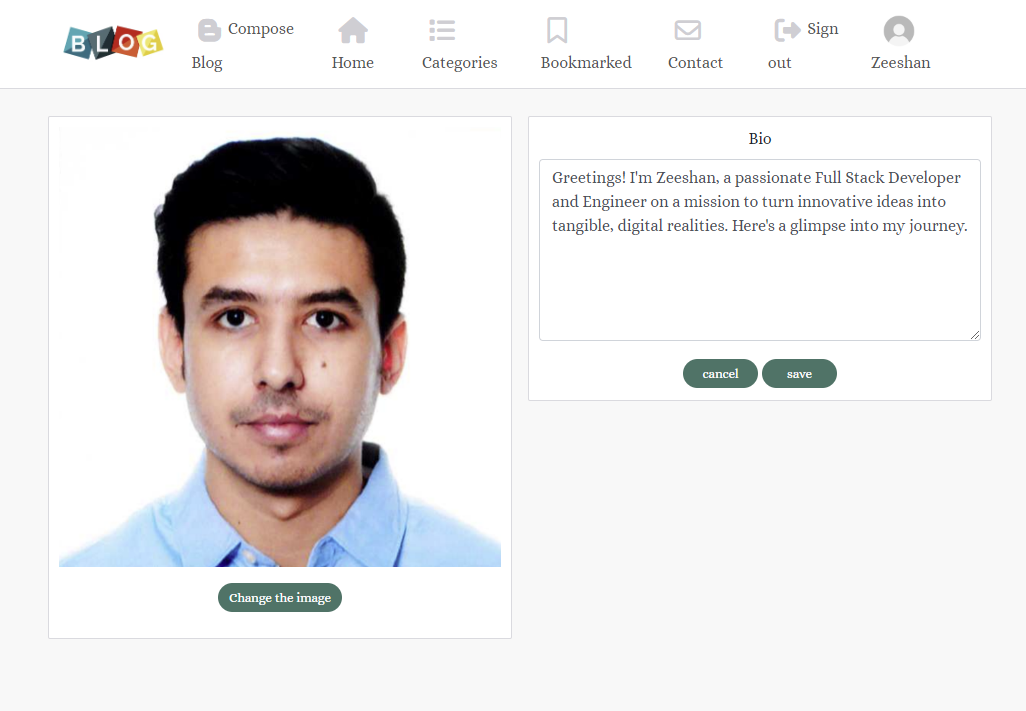 BLOG
Compose
Blog
Home
Categories
Bookmarked
Contact
Sign
out
Zeeshan
Bio
Greetings! I'm Zeeshan, a passionate Full Stack Developer
and Engineer on a mission to turn innovative ideas into
tangible, digital realities. Here's a glimpse into my journey.
cancel
save
Change the image